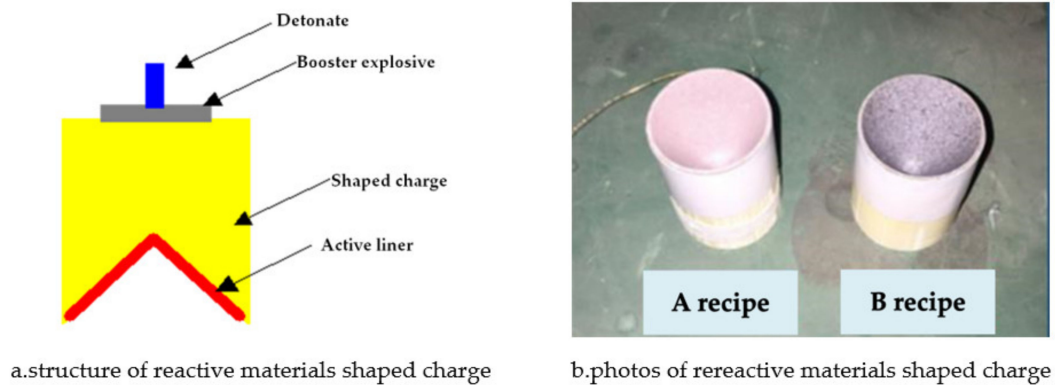 Detonate
Booster explosive
Shaped charge
Active liner
A recipe
B recipe
a.structure of reactive materials shaped charge
b.photos of rereactive materials shaped charge